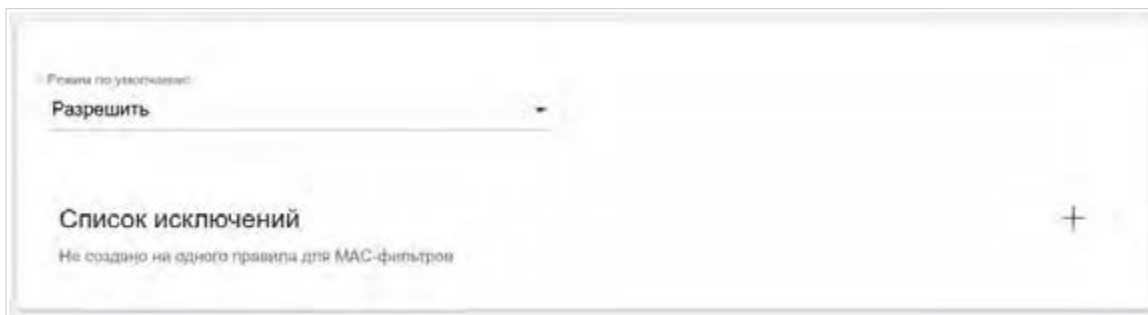 Режим по умолчанию:
Разрешить
Список исключений
Не создано ни одного правила для MAC-фильтров